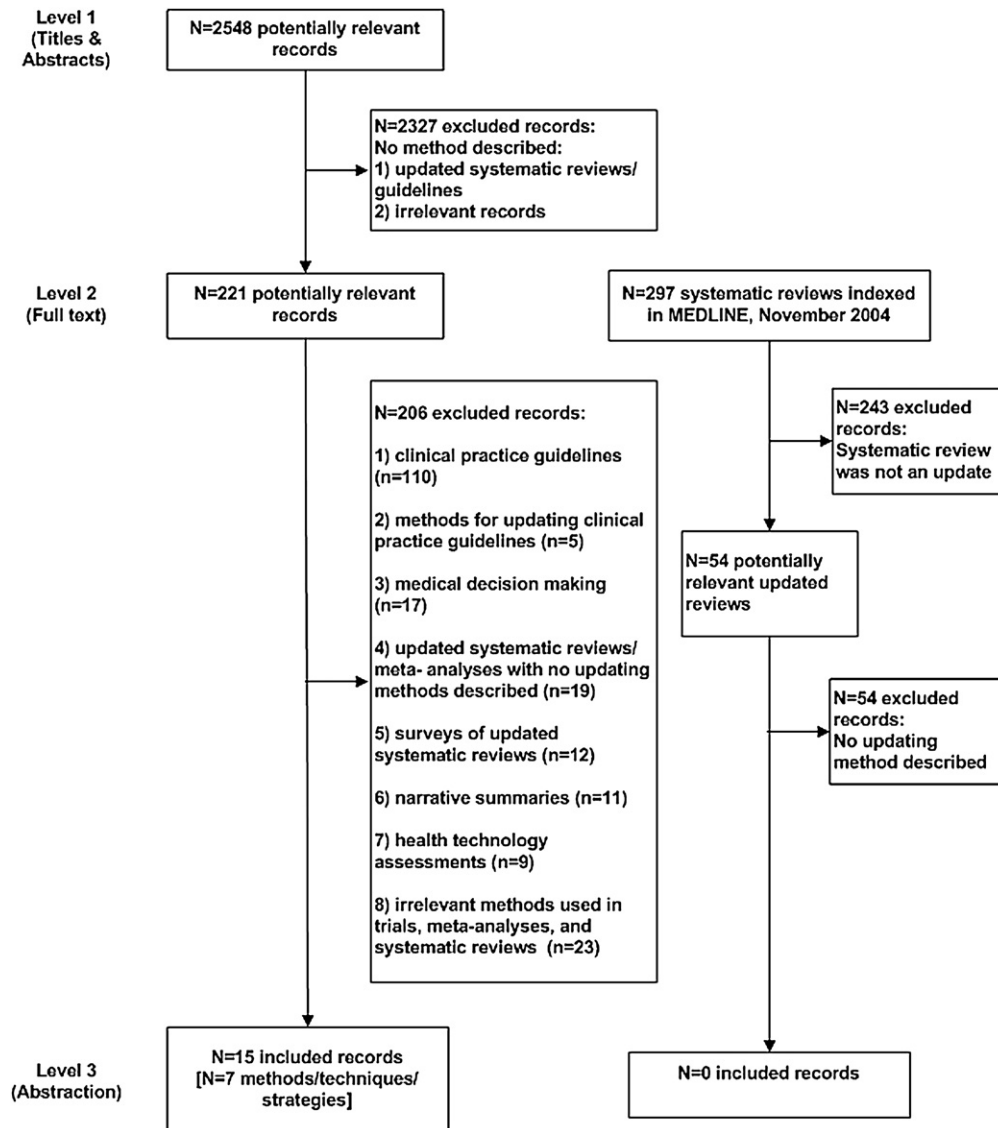 Level 1
(Titles &
Abstracts)
N=2548 potentially relevant
records
N=2327 excluded records:
No method described:
1) updated systematic reviews/
guidelines
2) irrelevant records
Level 2
(Full text)
N=221 potentially relevant
records
N=297 systematic reviews indexed
in MEDLINE, November 2004
N=206 excluded records:
1) clinical practice guidelines
(n=110)
2) methods for updating clinical
practice guidelines (n=5)
3) medical decision making
(n=17)
4) updated systematic reviews/
meta- analyses with no updating
methods described (n=19)
5) surveys of updated
systematic reviews (n=12)
6) narrative summaries (n=11)
7) health technology
assessments (n=9)
8) irrelevant methods used in
trials, meta-analyses, and
systematic reviews (n=23)
N=243 excluded
records:
Systematic review
was not an update
N=54 potentially
relevant updated
reviews
N=54 excluded
records:
No updating
method described
Level 3
(Abstraction)
N=15 included records
[N=7 methods/techniques/
strategies]
N=0 included records